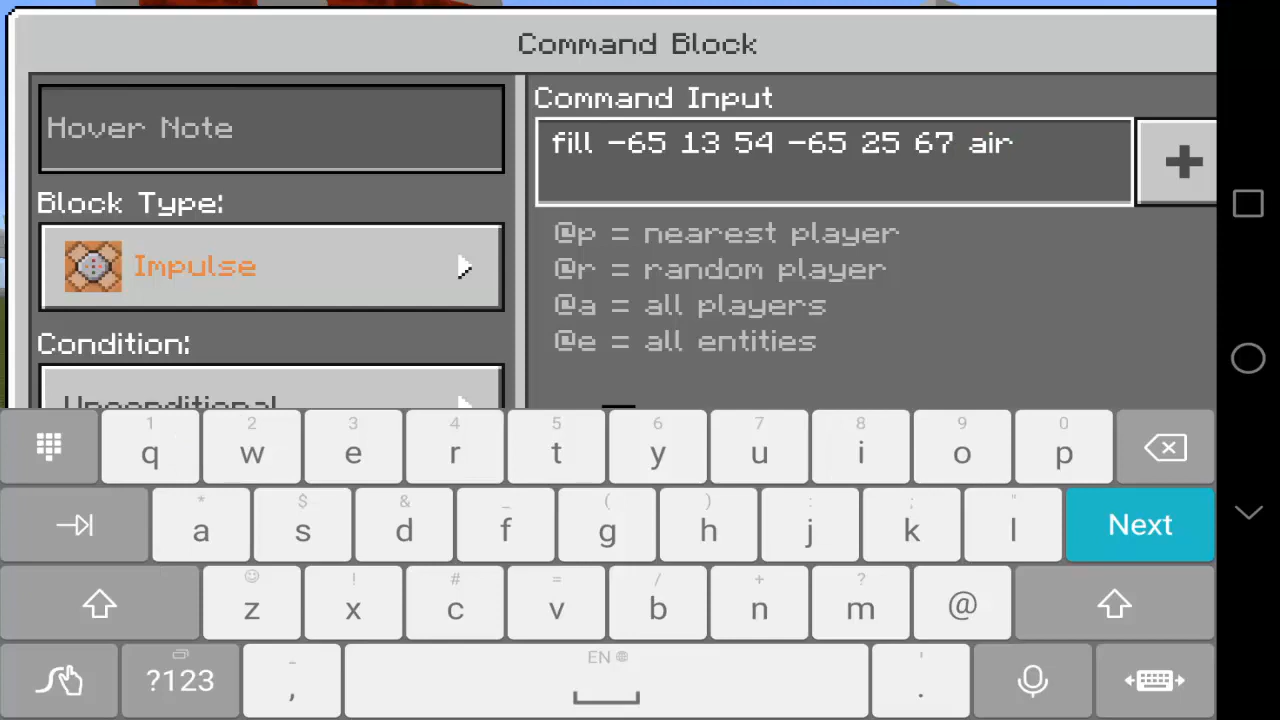 Command Block
Hover Note
Block Type:
Impulse
Condition:
Unconditional
Command Input
fill -65 13 54 -65 25 67 air
@p = nearest player
@r = random player
@a = all players
@e = all entities
1 2 3 4 5 6 7 8 9 0
q w e r t y u i o p
* $ & _ ( ) : ; "
a s d f g h j k l Next
! # = / + ?
z x c v b n m @
EN
?123 , .